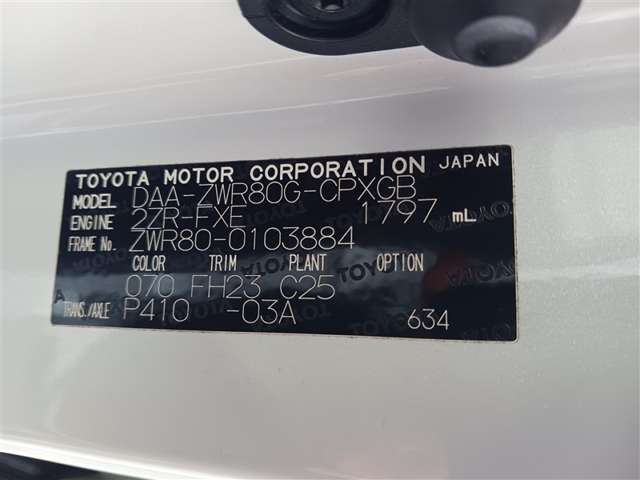 TOYOTA MOTOR CORPORATION JAPAN
MODEL DAA-ZWR80G-CPXGB
ENGINE 2ZR-FXE 1797 mL
FRAME No. ZWR80-0103884
COLOR TRIM PLANT OPTION
070 FH23 C25
TRANS./AXLE P410 -03A 634